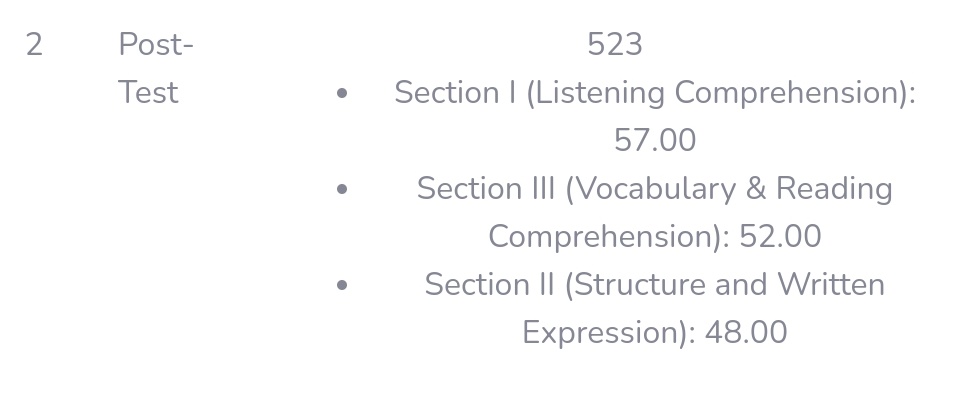 2 Post- 523
Test • Section I (Listening Comprehension):
57.00
• Section III (Vocabulary & Reading
Comprehension): 52.00
• Section II (Structure and Written
Expression): 48.00